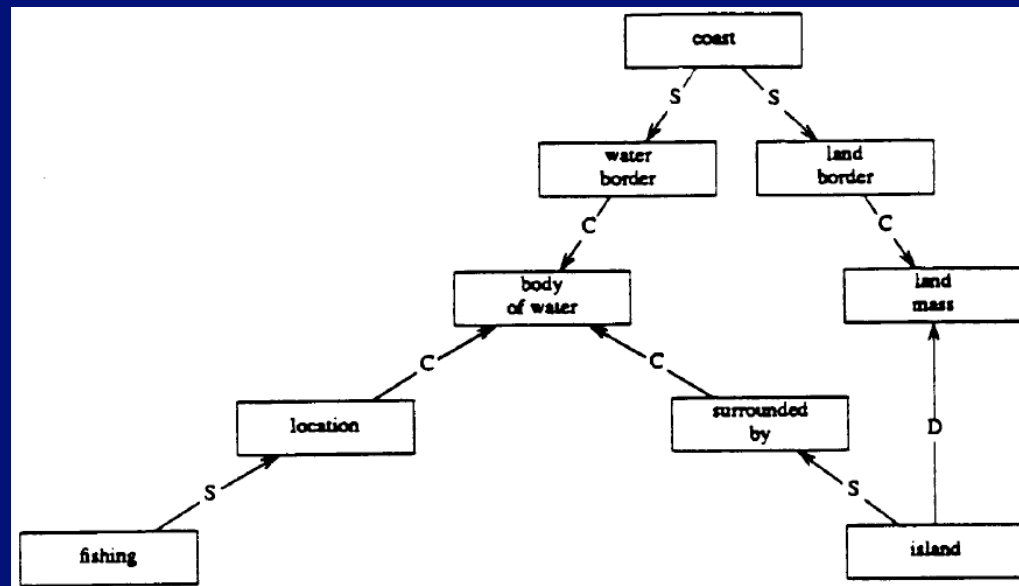 coast
S
S
water
border
land
border
C
C
body
of water
land
mass
C
C
location
surrounded
by
D
S
S
fishing
island